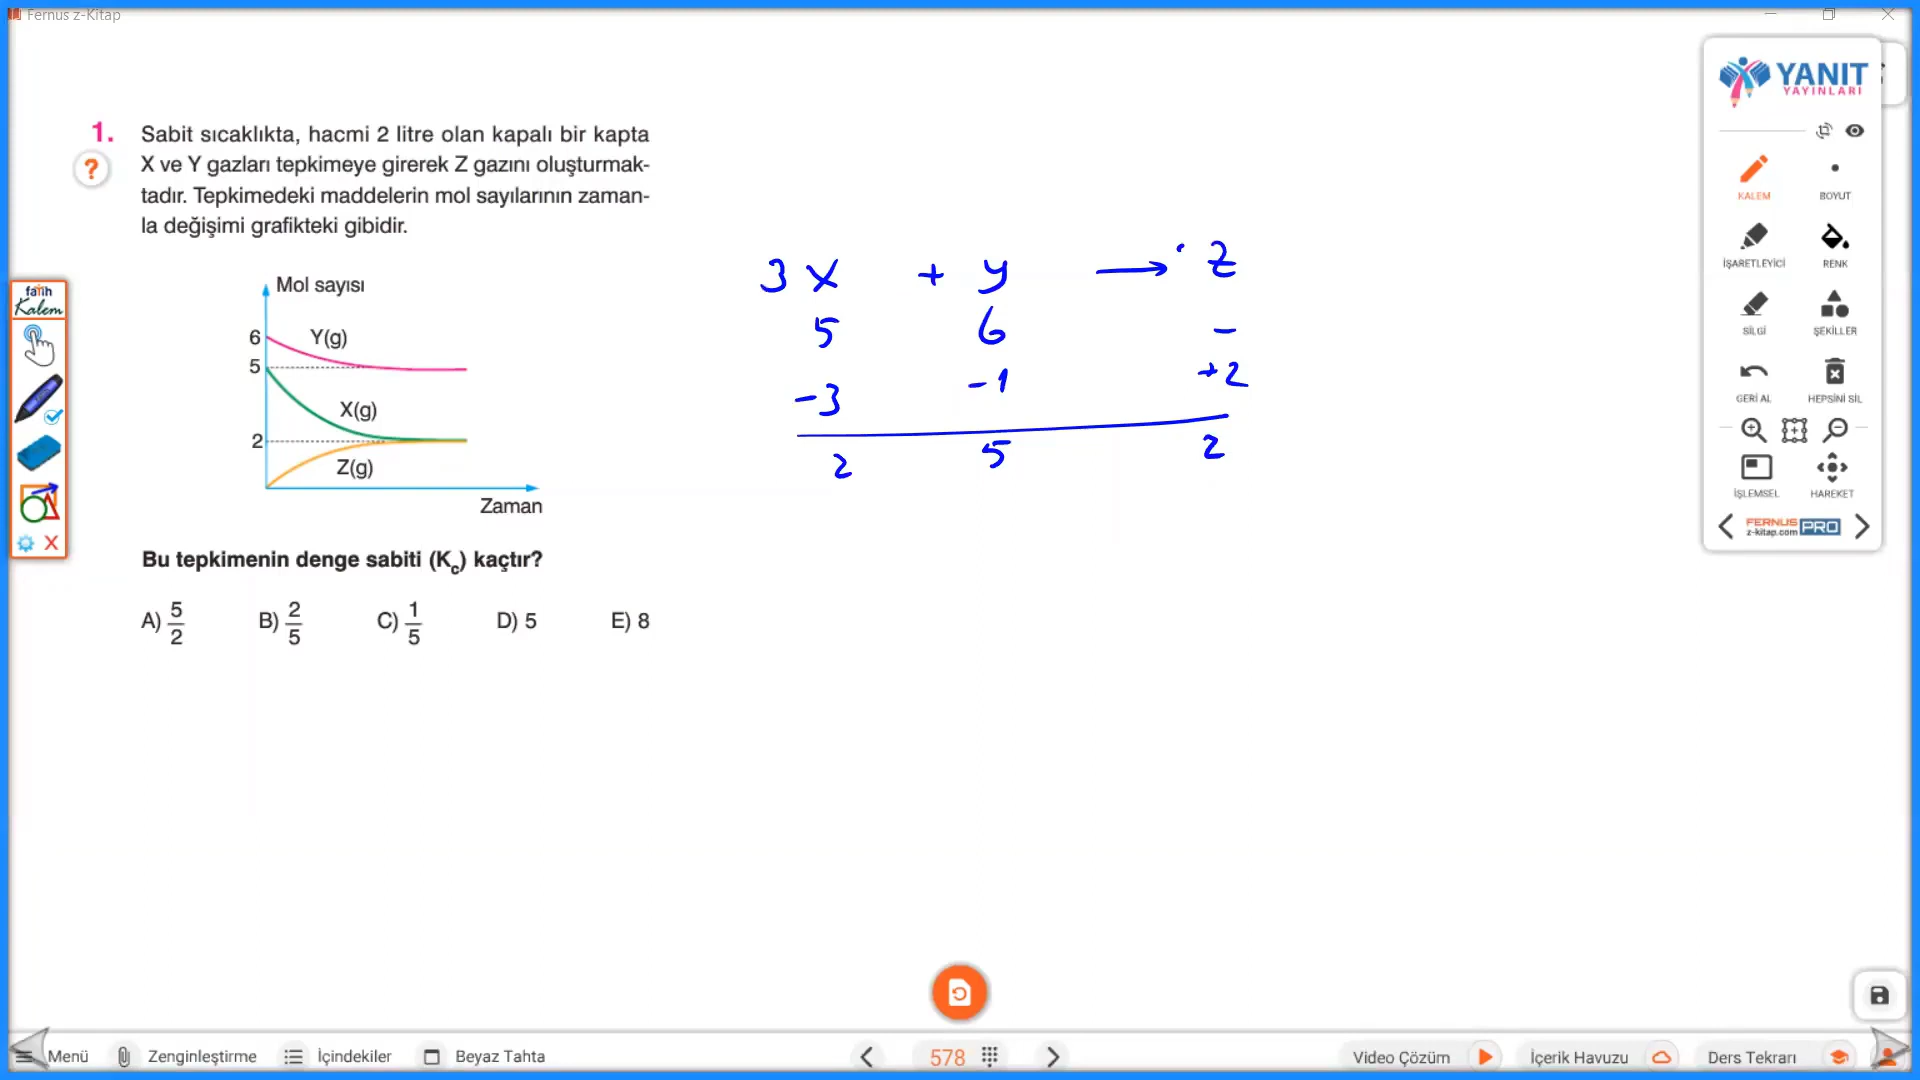 Fernus z-Kitap
1. Sabit sıcaklıkta, hacmi 2 litre olan kapalı bir kapta
X ve Y gazları tepkimeye girerek Z gazını oluşturmak-
tadır. Tepkimedeki maddelerin mol sayılarının zaman-
la değişimi grafikteki gibidir.
?
Mol sayısı
6
Y(g)
5
X(g)
2
Z(g)
Zaman
Bu tepkimenin denge sabiti (Kc) kaçtır?
A) 5/2 B) 2/5 C) 1/5 D) 5 E) 8
3X + Y → Z
5 6 -
-3 -1 +2
2 5 2
fatih
Kalem
YANIT
YAYINLARI
KALEM BOYUT
İŞARETLEYİCİ RENK
SİLGİ ŞEKİLLER
GERİ AL HEPSİNİ SİL
İŞLEMSEL HAREKET
FERNUS PRO
z-kitap.com
Menü Zenginleştirme İçindekiler Beyaz Tahta 578 Video Çözüm İçerik Havuzu Ders Tekrarı